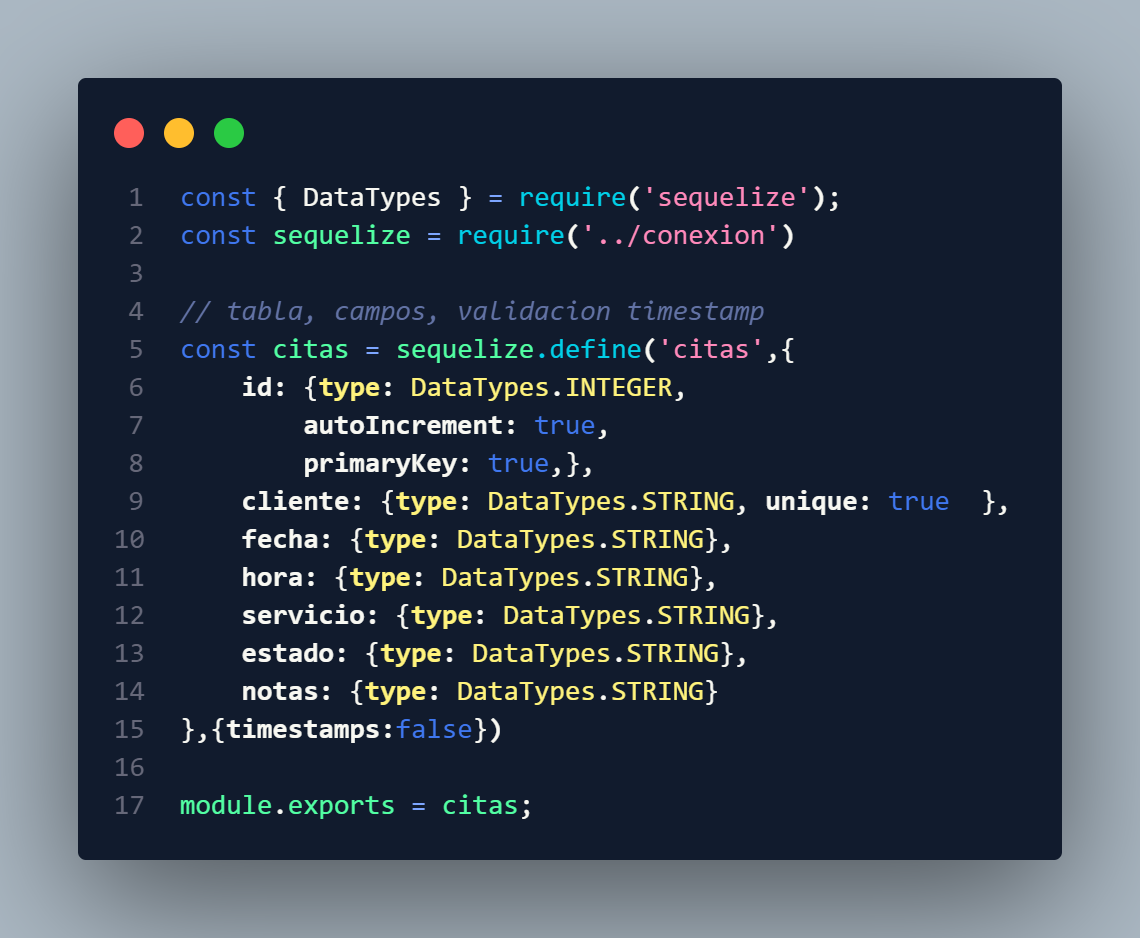 1 const { DataTypes } = require('sequelize');
2 const sequelize = require('../conexion')
3
4 // tabla, campos, validacion timestamp
5 const citas = sequelize.define('citas',{
6     id: {type: DataTypes.INTEGER,
7         autoIncrement: true,
8         primaryKey: true,},
9     cliente: {type: DataTypes.STRING, unique: true  },
10     fecha: {type: DataTypes.STRING},
11     hora: {type: DataTypes.STRING},
12     servicio: {type: DataTypes.STRING},
13     estado: {type: DataTypes.STRING},
14     notas: {type: DataTypes.STRING}
15 },{timestamps:false})
16
17 module.exports = citas;